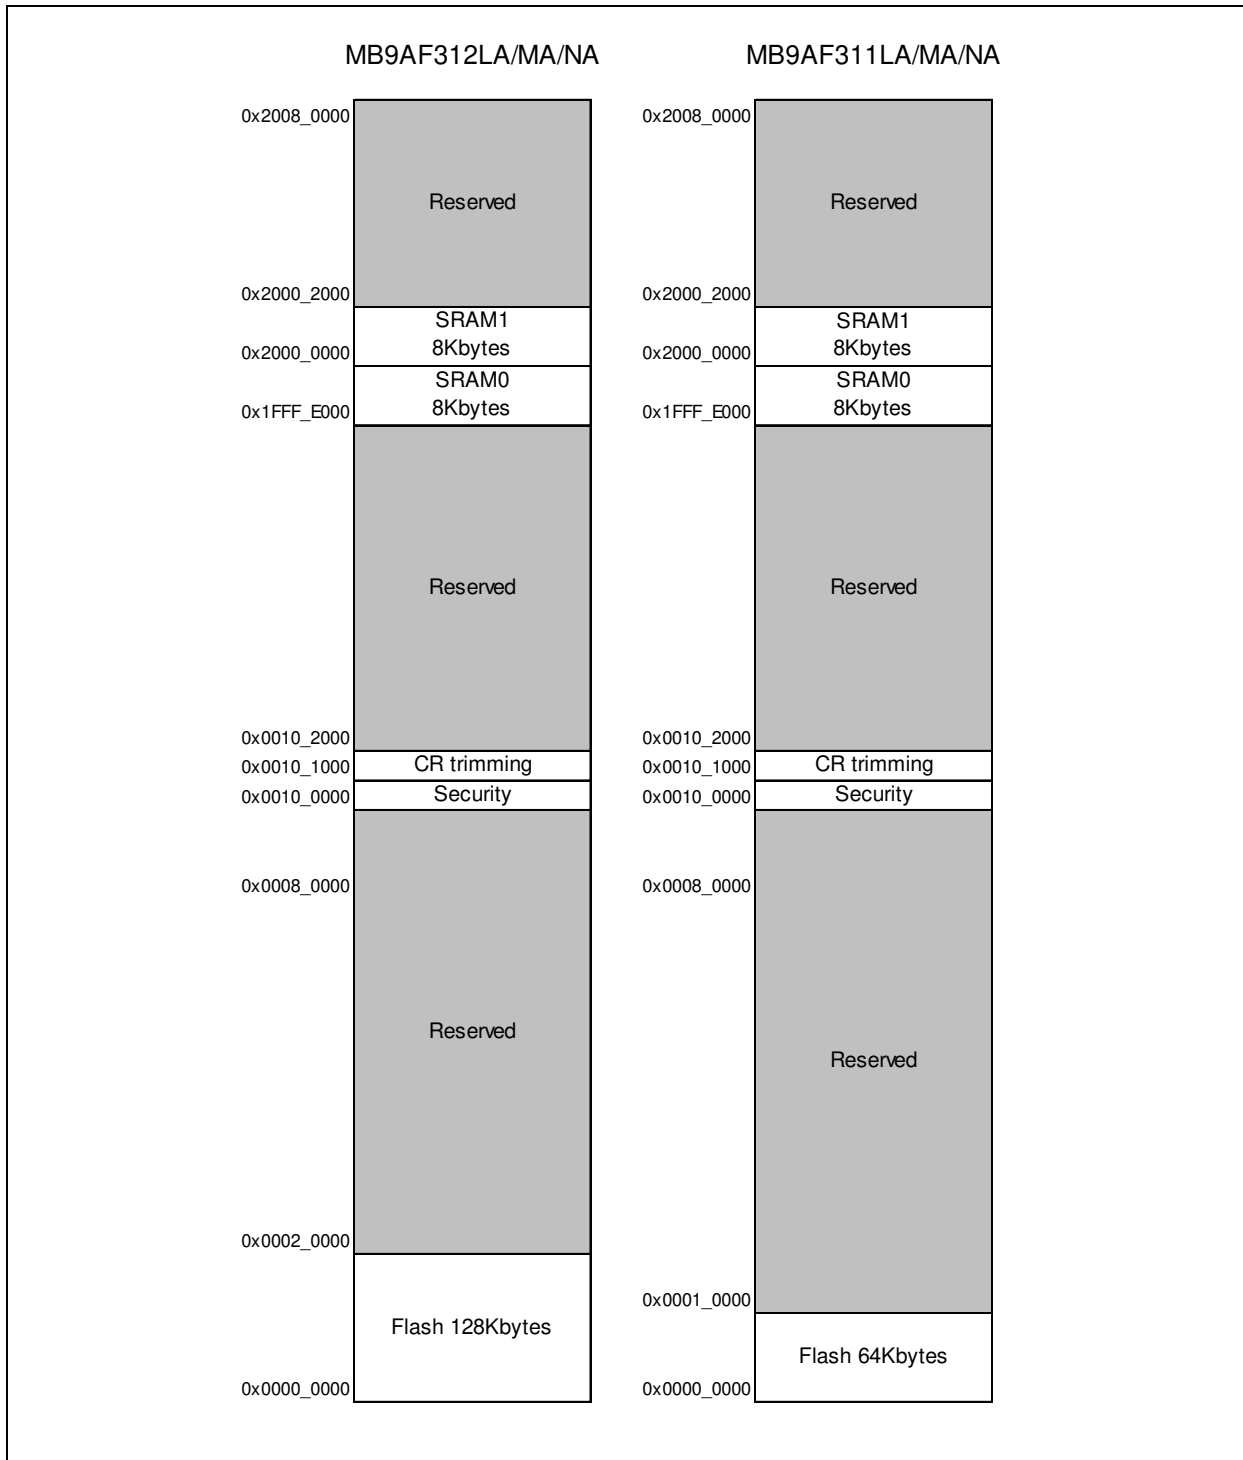 MB9AF312LA/MA/NA
0x2008_0000
Reserved
0x2000_2000
SRAM1
8Kbytes
0x2000_0000
SRAM0
8Kbytes
0x1FFF_E000
Reserved
0x0010_2000
CR trimming
0x0010_1000
Security
0x0010_0000
0x0008_0000
Reserved
0x0002_0000
Flash 128Kbytes
0x0000_0000
MB9AF311LA/MA/NA
0x2008_0000
Reserved
0x2000_2000
SRAM1
8Kbytes
0x2000_0000
SRAM0
8Kbytes
0x1FFF_E000
Reserved
0x0010_2000
CR trimming
0x0010_1000
Security
0x0010_0000
0x0008_0000
Reserved
0x0001_0000
Flash 64Kbytes
0x0000_0000